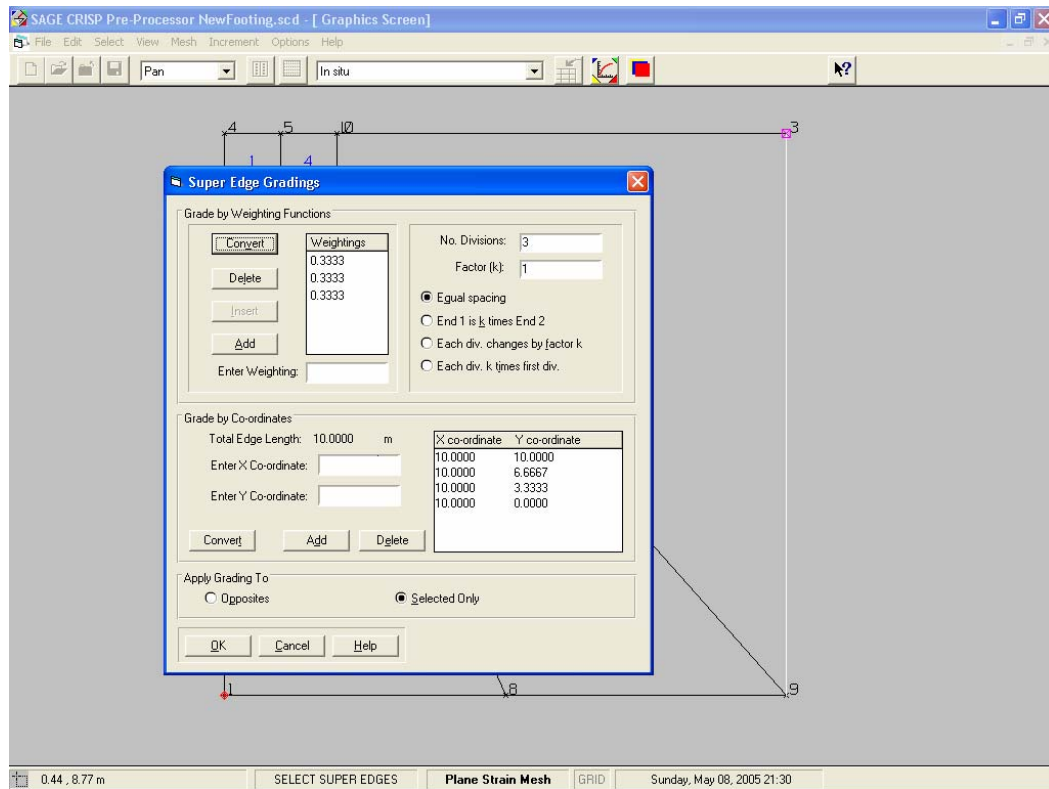 SAGE CRISP Pre-Processor NewFooting.scd - [ Graphics Screen]
File Edit Select View Mesh Increment Options Help
Pan In situ
4 5 10 3
1 4
Super Edge Gradings
Grade by Weighting Functions
Convert Weightings No. Divisions: 3
0.3333
Delete 0.3333 Factor (k): 1
0.3333
Insert Equal spacing
End 1 is k times End 2
Add Each div. changes by factor k
Enter Weighting: Each div. k times first div.
Grade by Co-ordinates
Total Edge Length: 10.0000 m X co-ordinate Y co-ordinate
10.0000 10.0000
Enter X Co-ordinate: 10.0000 6.6667
10.0000 3.3333
Enter Y Co-ordinate: 10.0000 0.0000
Convert Add Delete
Apply Grading To
Opposites Selected Only
OK Cancel Help
1 8 9
0.44 , 8.77 m SELECT SUPER EDGES Plane Strain Mesh GRID Sunday, May 08, 2005 21:30